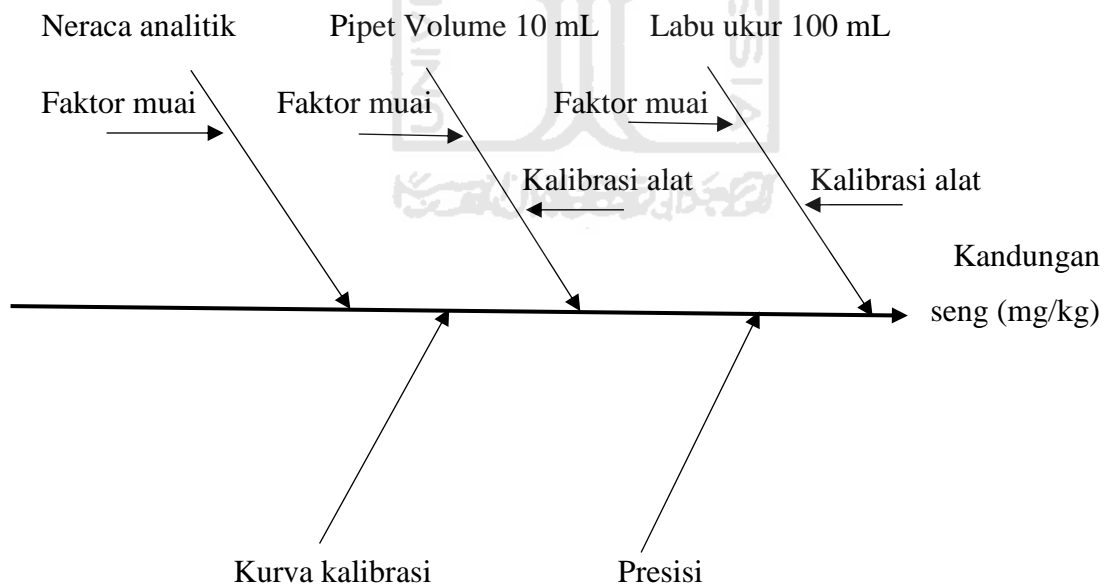 Neraca analitik
Pipet Volume 10 mL
Labu ukur 100 mL
Faktor muai
Faktor muai
Faktor muai
Kalibrasi alat
Kalibrasi alat
Kandungan
seng (mg/kg)
Kurva kalibrasi
Presisi